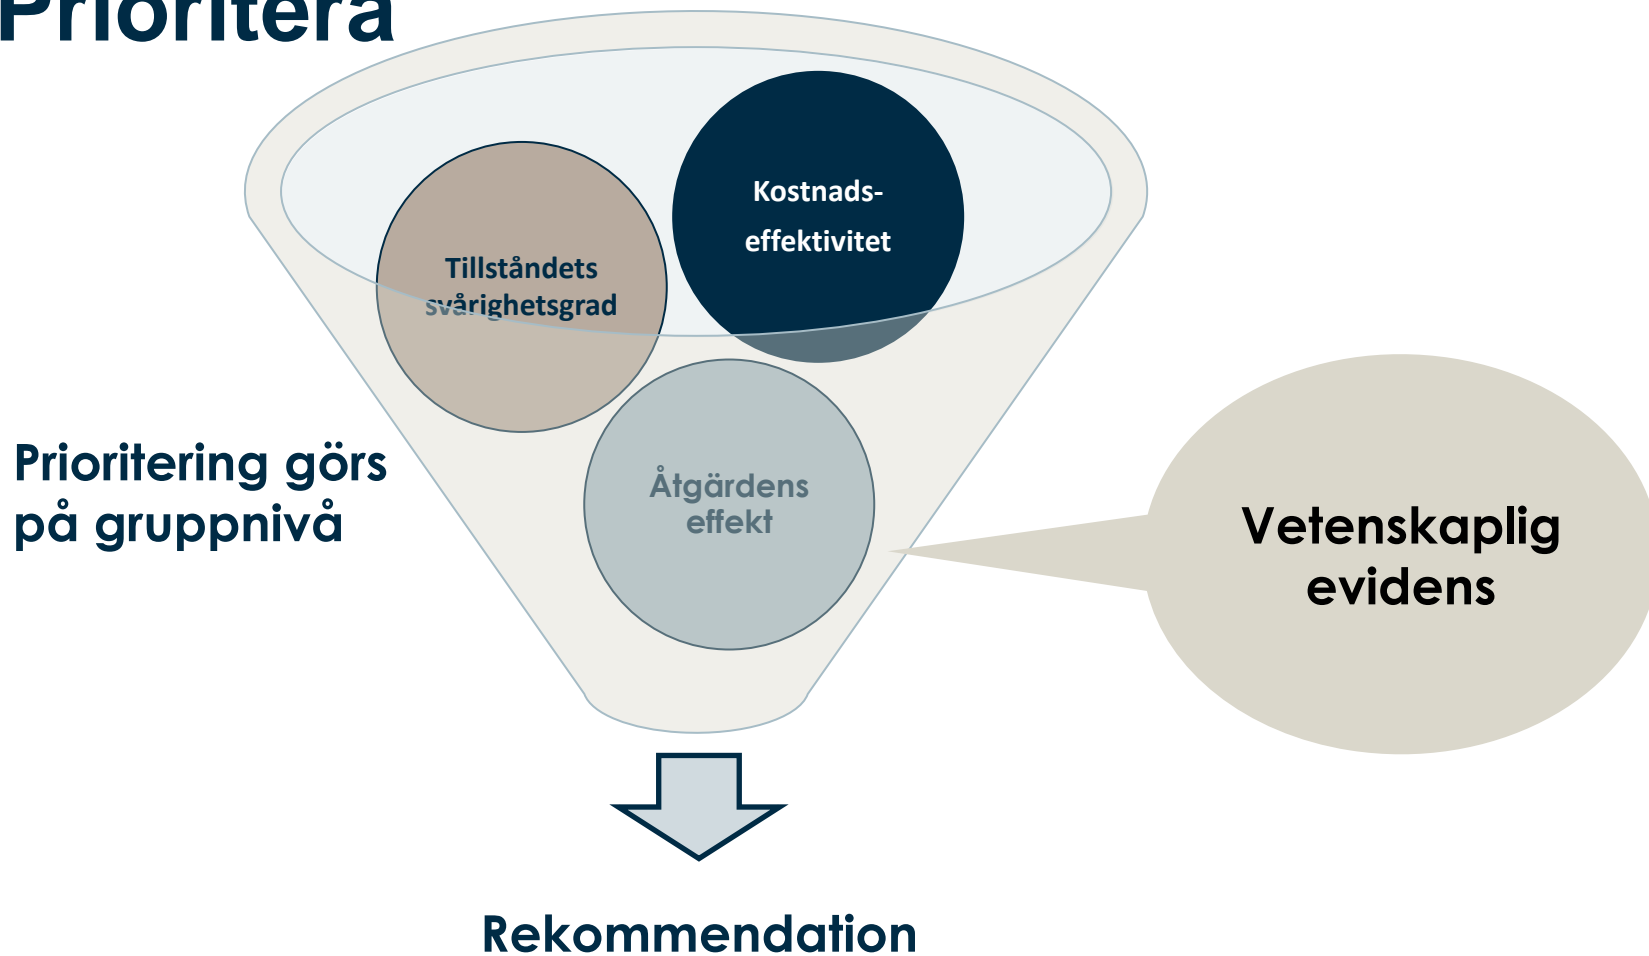 Prioritera
Kostnads-
effektivitet
Tillståndets
svårighetsgrad
Åtgärdens
effekt
Prioritering görs
på gruppnivå
Vetenskaplig
evidens
Rekommendation